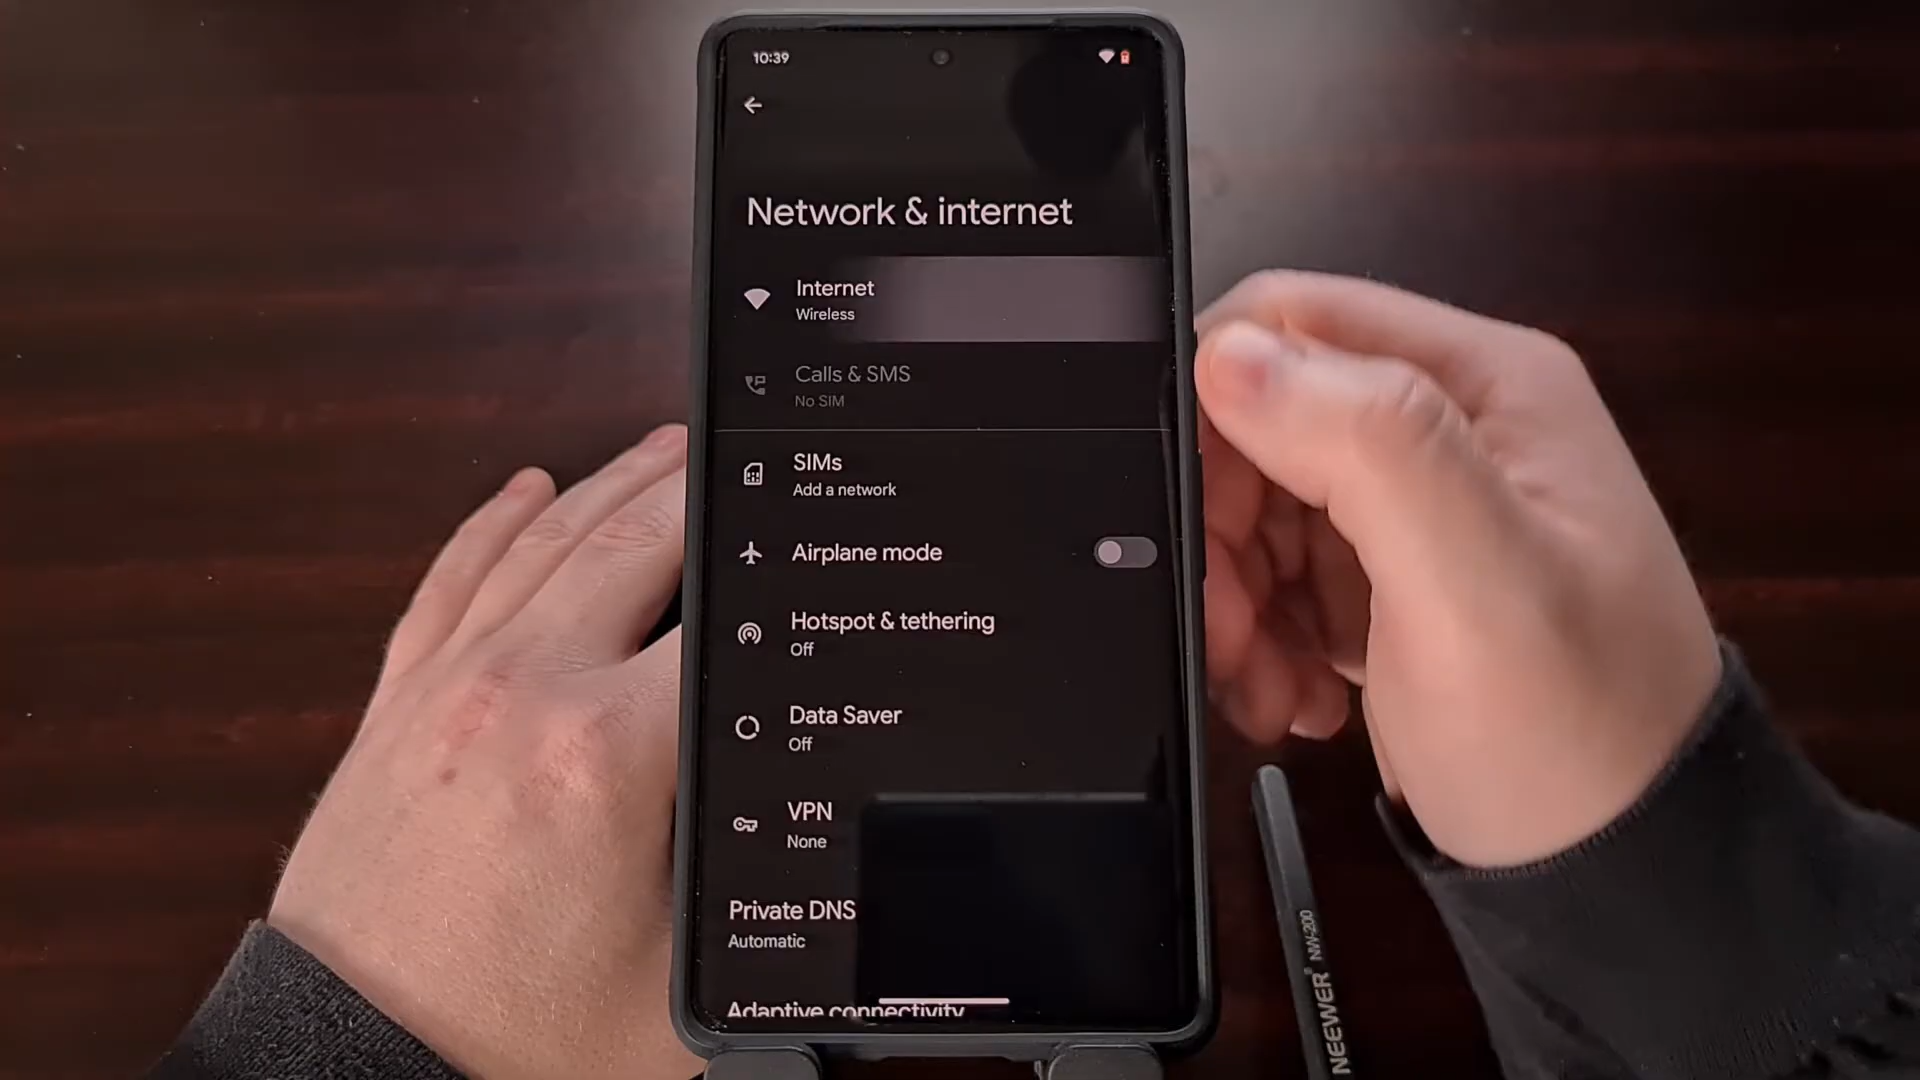 10:39
Network & internet
Internet
Wireless
Calls & SMS
No SIM
SIMs
Add a network
Airplane mode
Hotspot & tethering
Off
Data Saver
Off
VPN
None
Private DNS
Automatic
Adaptive connectivity
NEEWER® NW-200